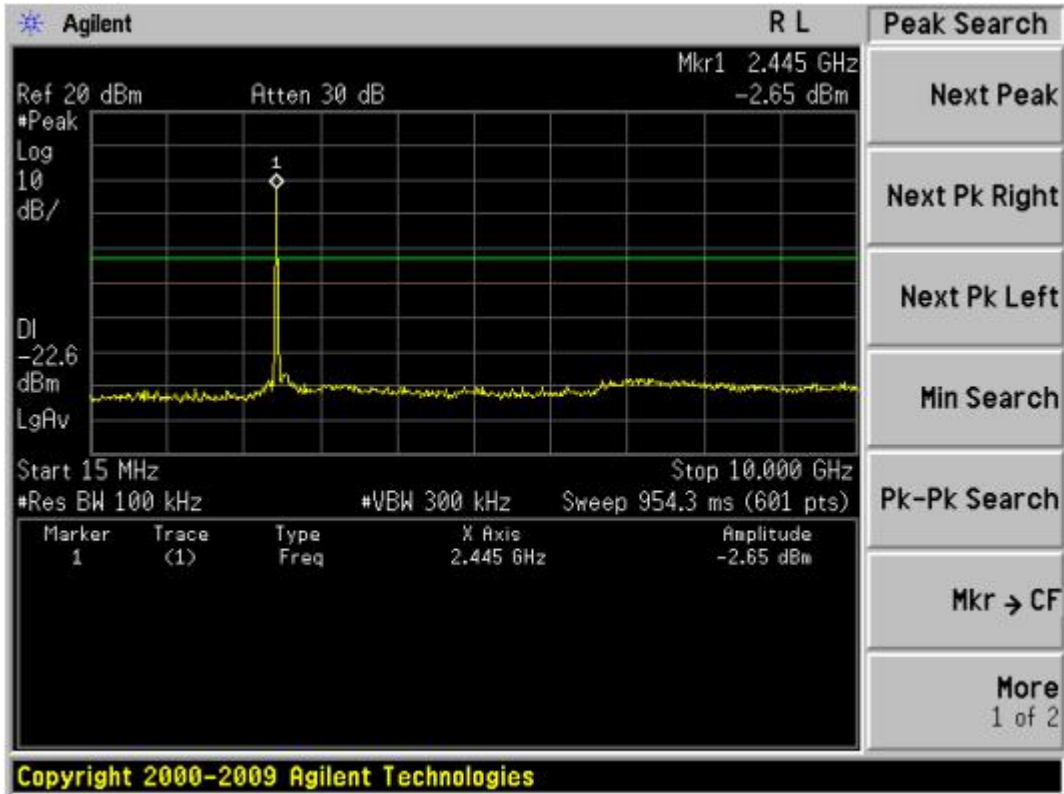 Agilent
R L
Peak Search
Mkr1 2.445 GHz
Ref 20 dBm Atten 30 dB -2.65 dBm
#Peak
Log
10
dB/
1
DI
-22.6
dBm
LgAv
Start 15 MHz Stop 10.000 GHz
#Res BW 100 kHz #VBW 300 kHz Sweep 954.3 ms (601 pts)
Marker Trace Type X Axis Amplitude
1 (1) Freq 2.445 GHz -2.65 dBm
Next Peak
Next Pk Right
Next Pk Left
Min Search
Pk-Pk Search
Mkr → CF
More
1 of 2
Copyright 2000-2009 Agilent Technologies